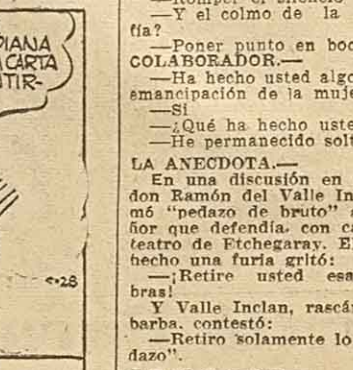 PIANA
CARTA
TIR-
-28
—Y el colmo de la
fía?
—Poner punto en boc
COLABORADOR.—
—Ha hecho usted algo
emancipación de la muje
—Si
—¿Qué ha hecho uste
—He permanecido solt
LA ANECDOTA.—
En una discusión en
don Ramón del Valle In
mó "pedazo de bruto" a
ñor que defendía. con ca
teatro de Etchegaray. E
hecho una furia gritó:
—¡Retire usted esa
bras!
Y Valle Inclan, rascá
barba, contestó:
—Retiro solamente lo
dazo".